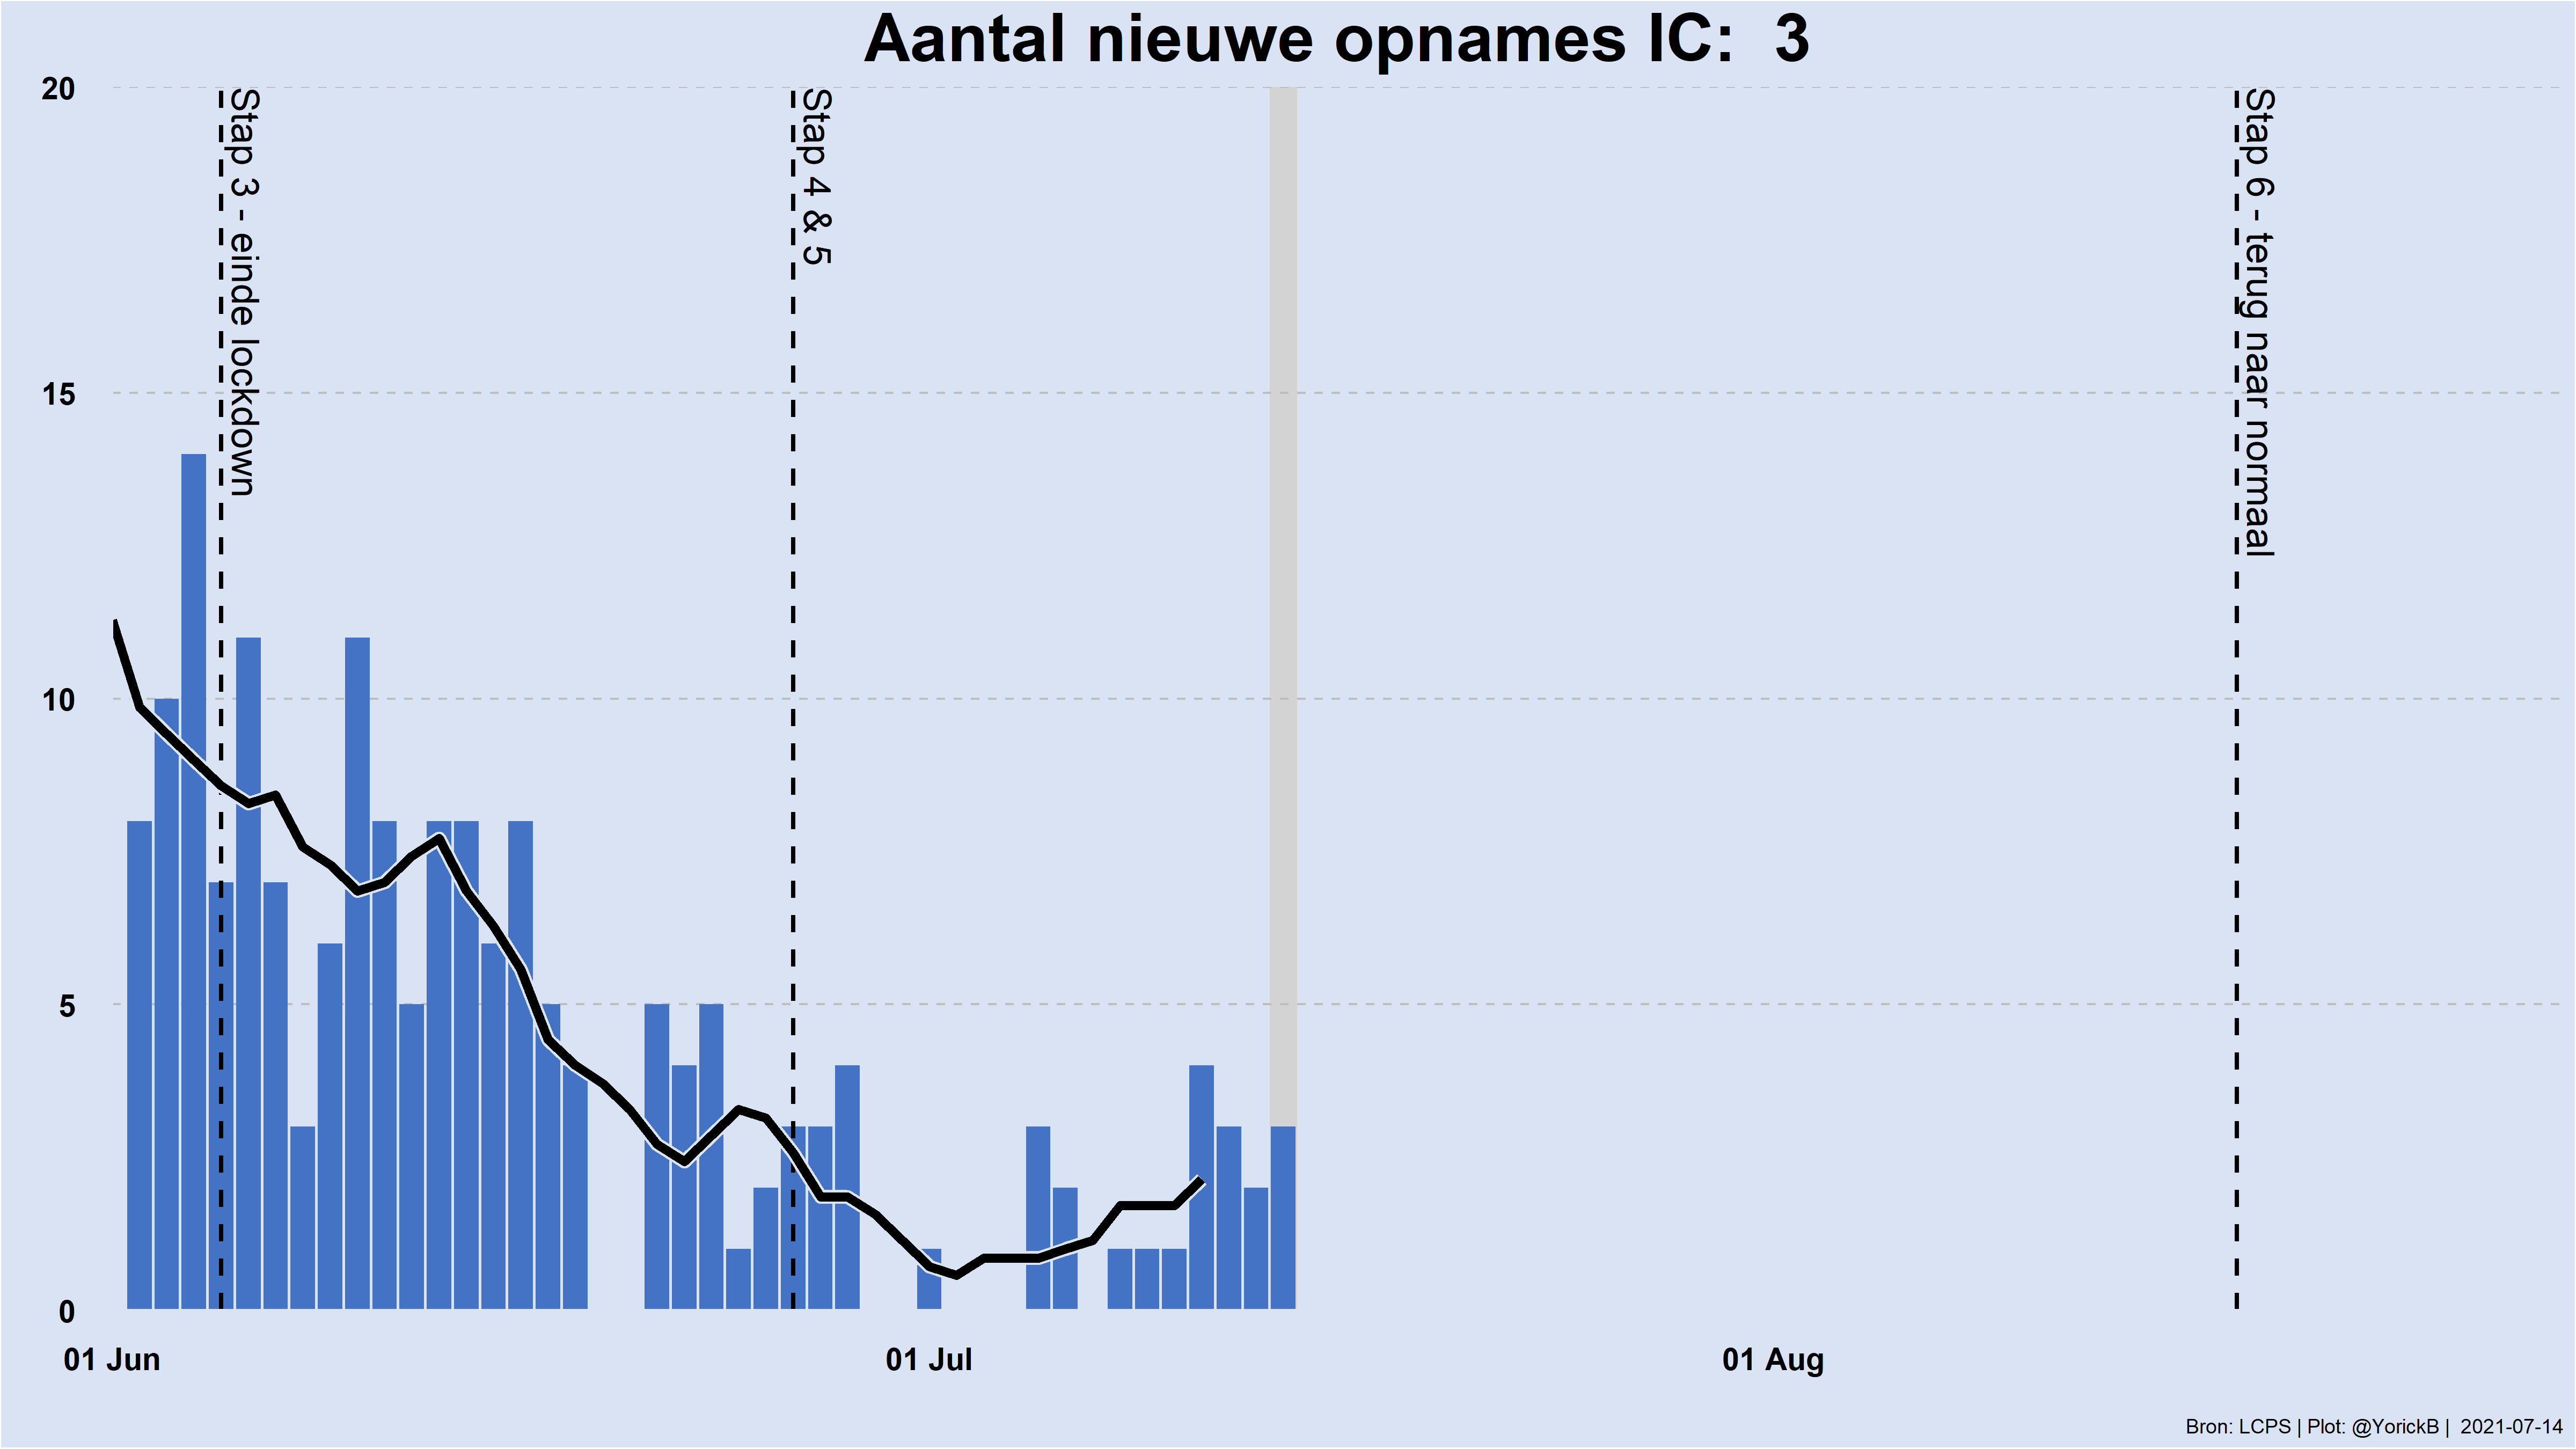 Aantal nieuwe opnames IC:  3
20
15
10
5
0
Stap 3 - einde lockdown
Stap 4 & 5
Stap 6 - terug naar normaal
01 Jun
01 Jul
01 Aug
Bron: LCPS | Plot: @YorickB |  2021-07-14